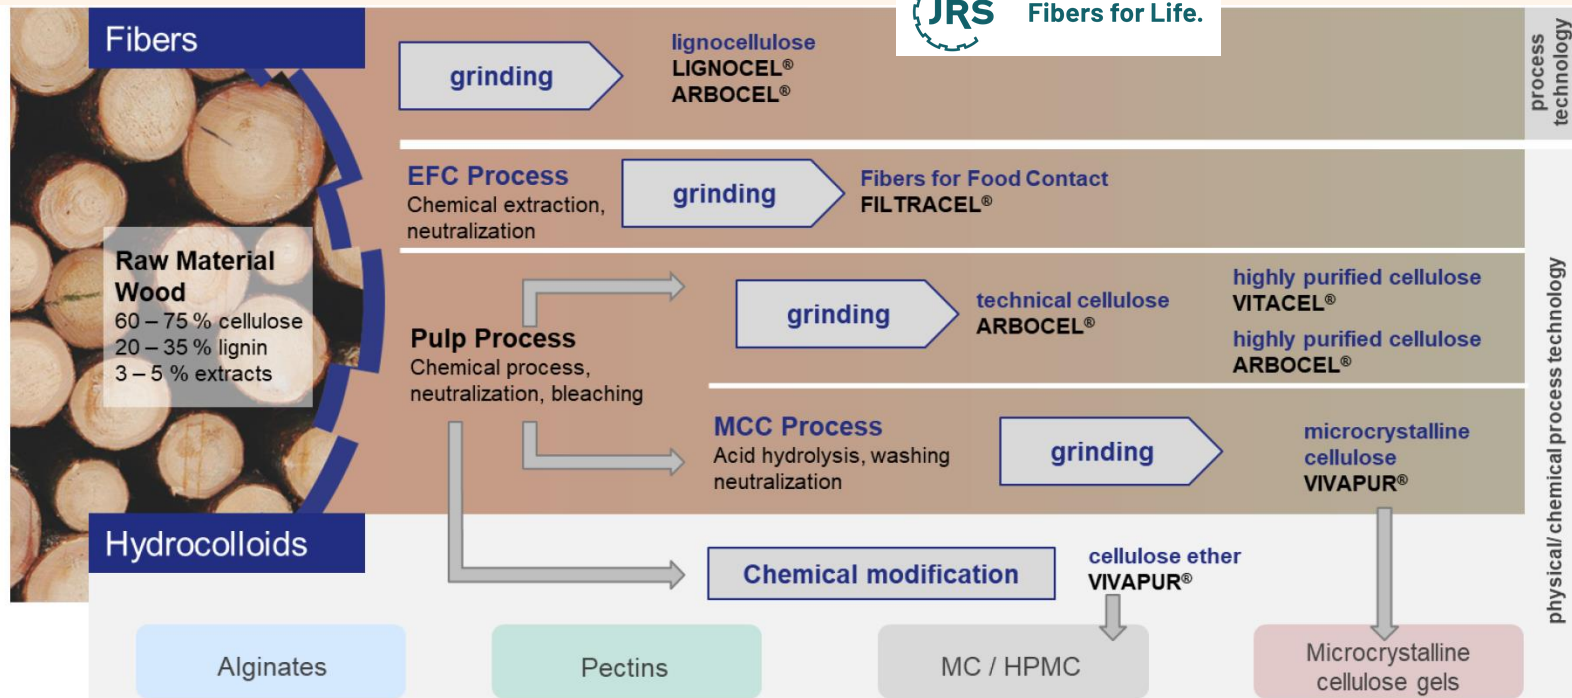 JRS Fibers for Life.
Fibers
grinding
lignocellulose
LIGNOCEL®
ARBOCEL®
process
technology
EFC Process
Chemical extraction,
neutralization
grinding
Fibers for Food Contact
FILTRACEL®
Raw Material
Wood
60 – 75 % cellulose
20 – 35 % lignin
3 – 5 % extracts
Pulp Process
Chemical process,
neutralization, bleaching
grinding
technical cellulose
ARBOCEL®
highly purified cellulose
VITACEL®
highly purified cellulose
ARBOCEL®
MCC Process
Acid hydrolysis, washing
neutralization
grinding
microcrystalline
cellulose
VIVAPUR®
physical/ chemical process technology
Hydrocolloids
Chemical modification
cellulose ether
VIVAPUR®
Alginates
Pectins
MC / HPMC
Microcrystalline
cellulose gels